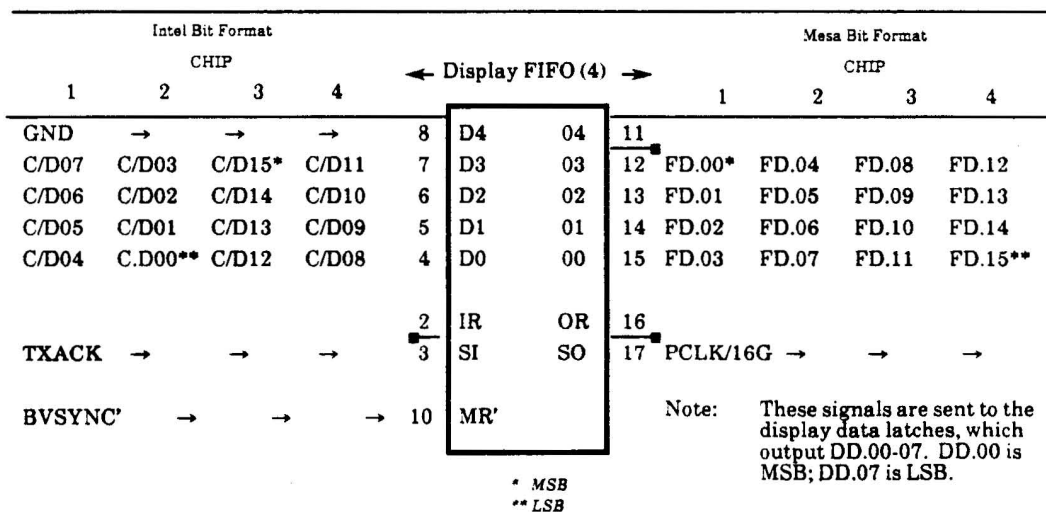 Intel Bit Format Mesa Bit Format
CHIP ← Display FIFO (4) → CHIP
1 2 3 4 1 2 3 4
GND → → → 8 D4 04 11
C/D07 C/D03 C/D15* C/D11 7 D3 03 12 FD.00* FD.04 FD.08 FD.12
C/D06 C/D02 C/D14 C/D10 6 D2 02 13 FD.01 FD.05 FD.09 FD.13
C/D05 C/D01 C/D13 C/D09 5 D1 01 14 FD.02 FD.06 FD.10 FD.14
C/D04 C.D00** C/D12 C/D08 4 D0 00 15 FD.03 FD.07 FD.11 FD.15**
2 IR OR 16
TXACK → → → 3 SI SO 17 PCLK/16G → → →
BVSYNC' → → → 10 MR'
Note: These signals are sent to the
display data latches, which
output DD.00-07. DD.00 is
MSB; DD.07 is LSB.
* MSB
** LSB